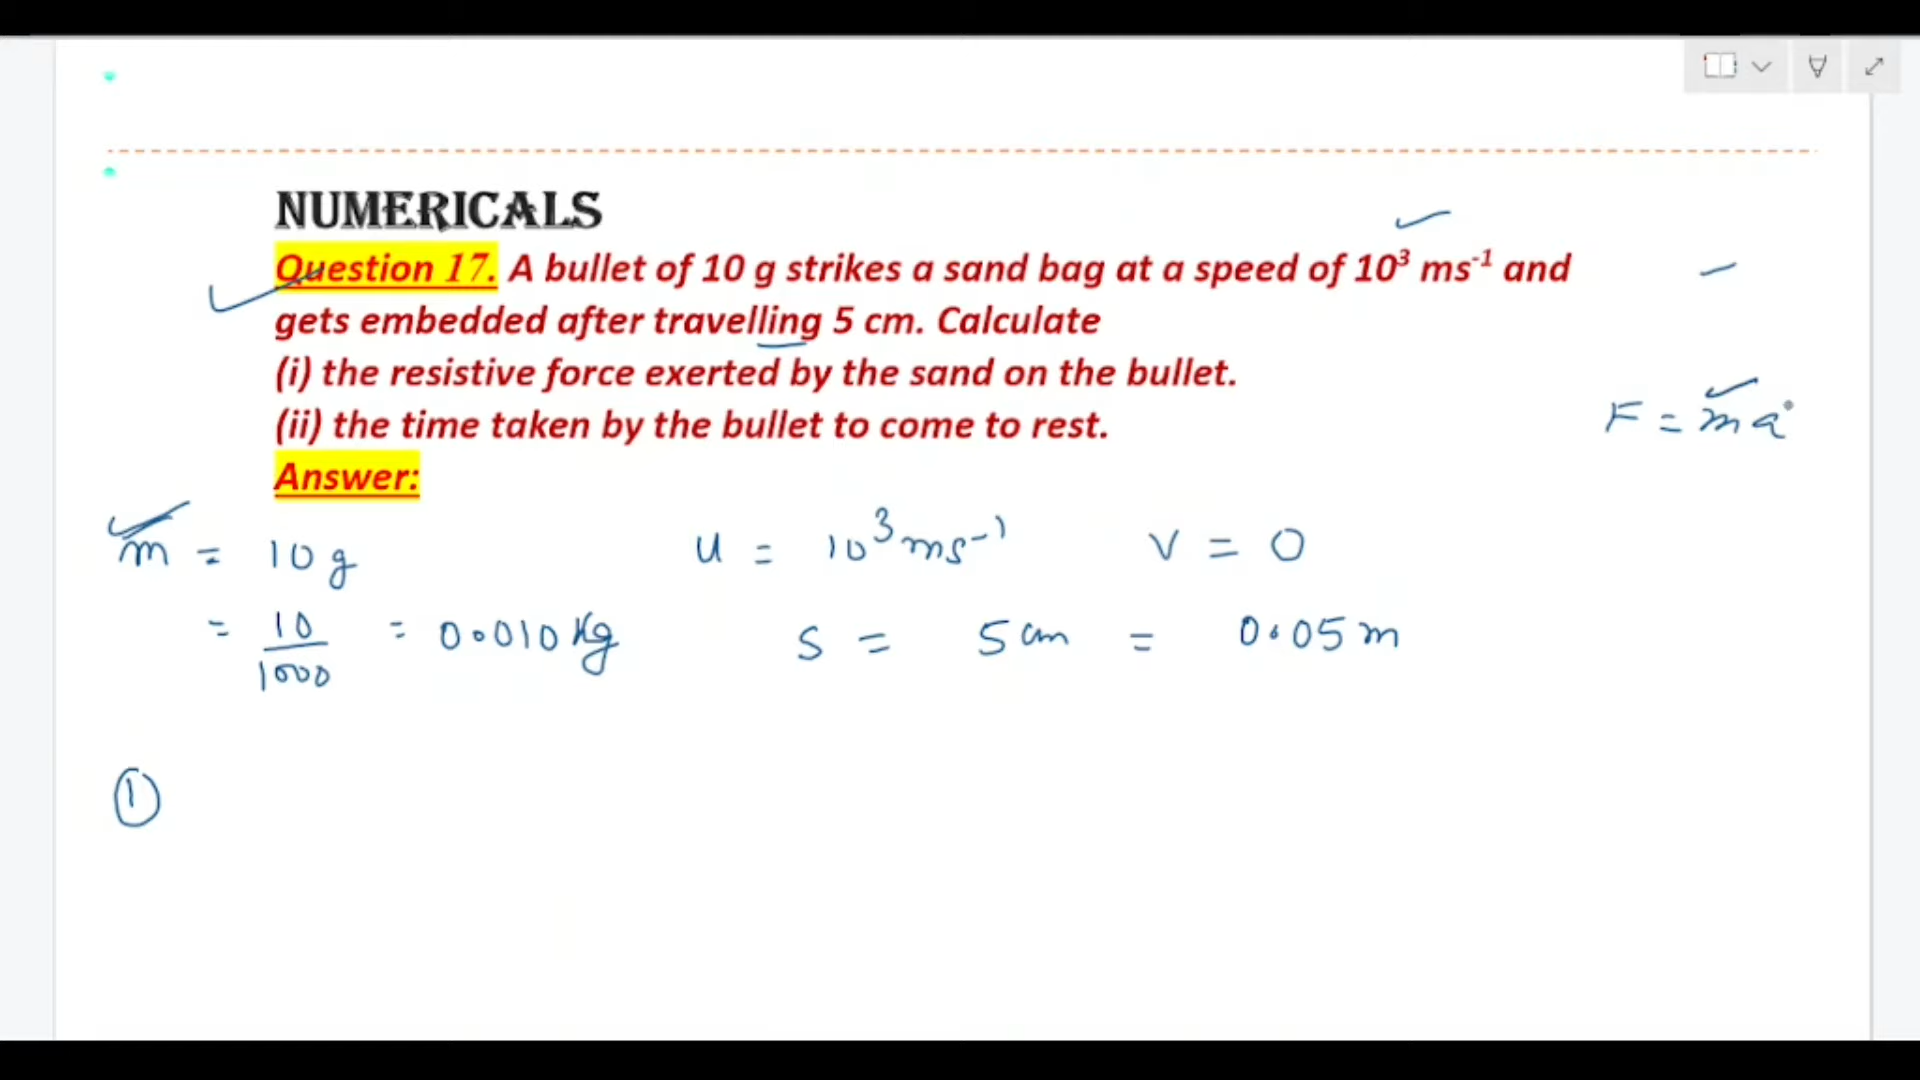 NUMERICALS
Question 17. A bullet of 10 g strikes a sand bag at a speed of 10³ ms⁻¹ and
gets embedded after travelling 5 cm. Calculate
(i) the resistive force exerted by the sand on the bullet.
(ii) the time taken by the bullet to come to rest.
F = ma
Answer:
m = 10 g u = 10³ ms⁻¹ v = 0
= 10/1000 = 0.010 kg s = 5 cm = 0.05 m
①